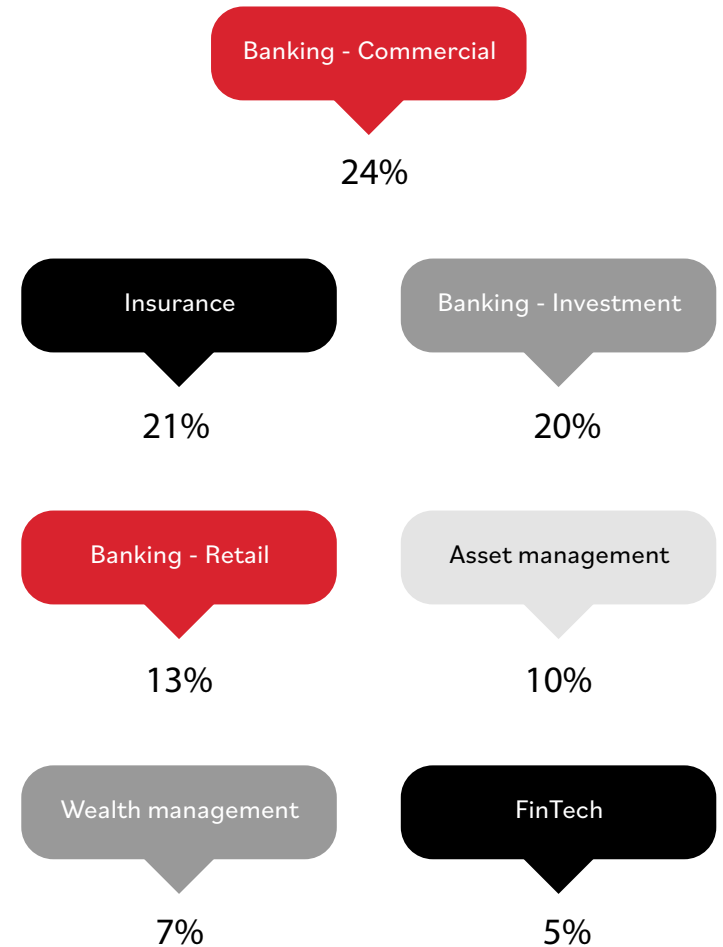 Banking - Commercial
24%
Insurance
Banking - Investment
21%
20%
Banking - Retail
Asset management
13%
10%
Wealth management
FinTech
7%
5%